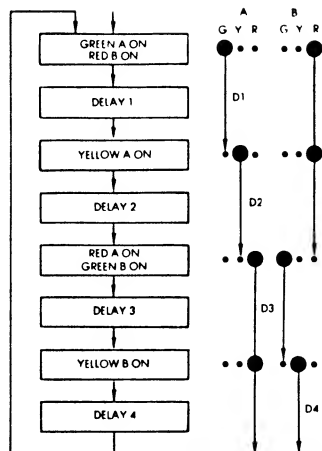 A B
G Y R G Y R
GREEN A ON
RED B ON
D1
DELAY 1
YELLOW A ON
D2
DELAY 2
RED A ON
GREEN B ON
D3
DELAY 3
YELLOW B ON
D4
DELAY 4